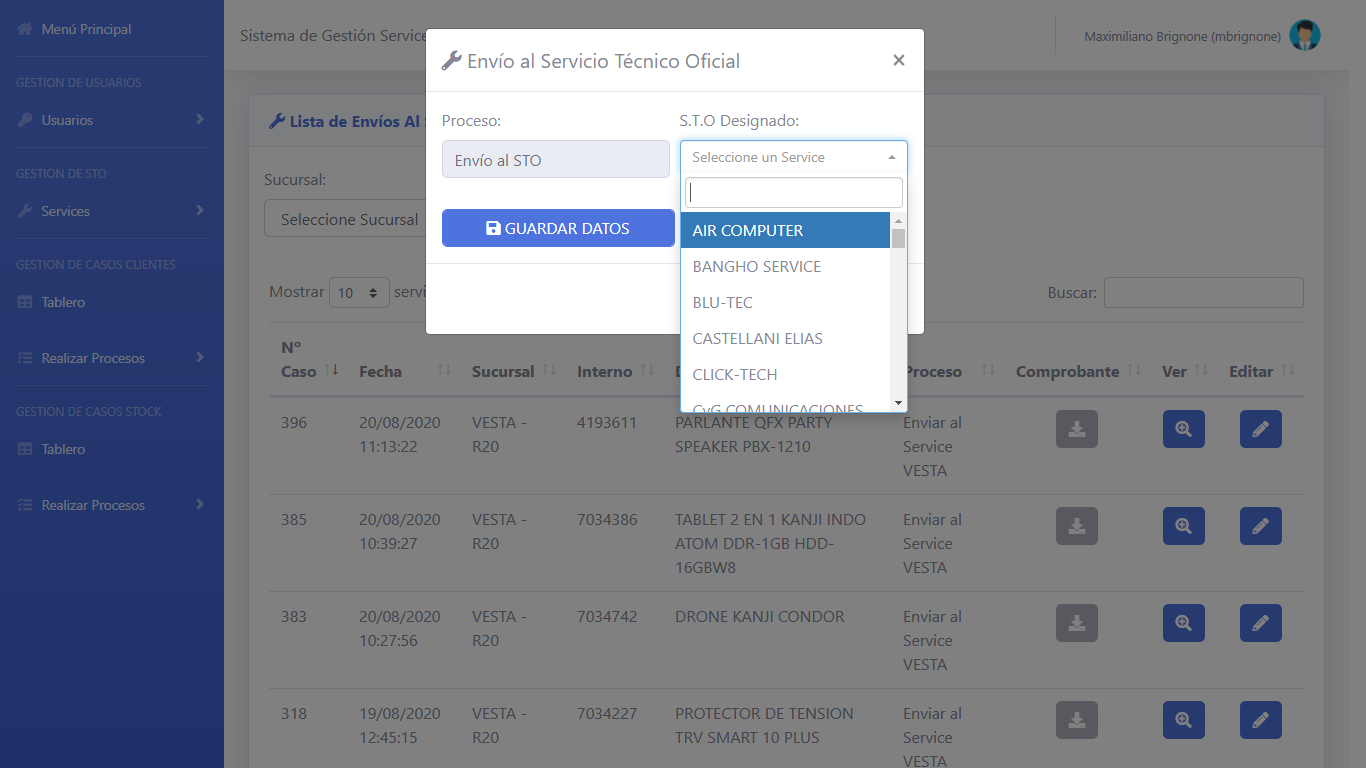 Menú Principal
GESTION DE USUARIOS
Usuarios
GESTION DE STO
Services
GESTION DE CASOS CLIENTES
Tablero
Realizar Procesos
GESTION DE CASOS STOCK
Tablero
Realizar Procesos
Sistema de Gestión Service
Maximiliano Brignone (mbrignone)
Lista de Envíos Al
Sucursal:
Seleccione Sucursal
Mostrar 10 servi
Buscar:
Envío al Servicio Técnico Oficial ×
Proceso:
Envío al STO
S.T.O Designado:
Seleccione un Service
AIR COMPUTER
BANGHO SERVICE
BLU-TEC
CASTELLANI ELIAS
CLICK-TECH
CyG COMUNICACIONES
GUARDAR DATOS
Nº
Caso Fecha Sucursal Interno Proceso Comprobante Ver Editar
396 20/08/2020 VESTA - 4193611 PARLANTE QFX PARTY Enviar al
11:13:22 R20 SPEAKER PBX-1210 Service
VESTA
385 20/08/2020 VESTA - 7034386 TABLET 2 EN 1 KANJI INDO Enviar al
10:39:27 R20 ATOM DDR-1GB HDD- Service
16GBW8 VESTA
383 20/08/2020 VESTA - 7034742 DRONE KANJI CONDOR Enviar al
10:27:56 R20 Service
VESTA
318 19/08/2020 VESTA - 7034227 PROTECTOR DE TENSION Enviar al
12:45:15 R20 TRV SMART 10 PLUS Service
VESTA